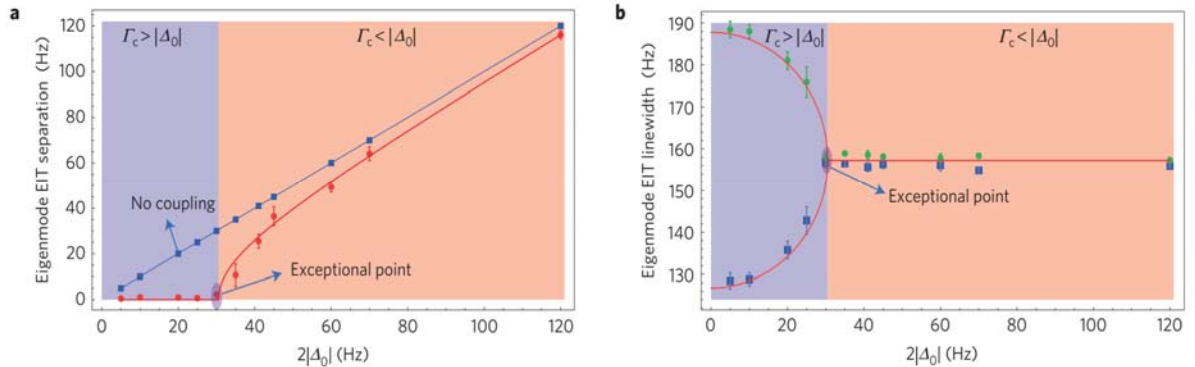 a
Γc > |Δ0|
Γc < |Δ0|
No coupling
Exceptional point
Eigenmode EIT separation (Hz)
120
100
80
60
40
20
0
0 20 40 60 80 100 120
2|Δ0| (Hz)
b
Γc > |Δ0|
Γc < |Δ0|
Exceptional point
Eigenmode EIT linewidth (Hz)
190
180
170
160
150
140
130
0 20 40 60 80 100 120
2|Δ0| (Hz)